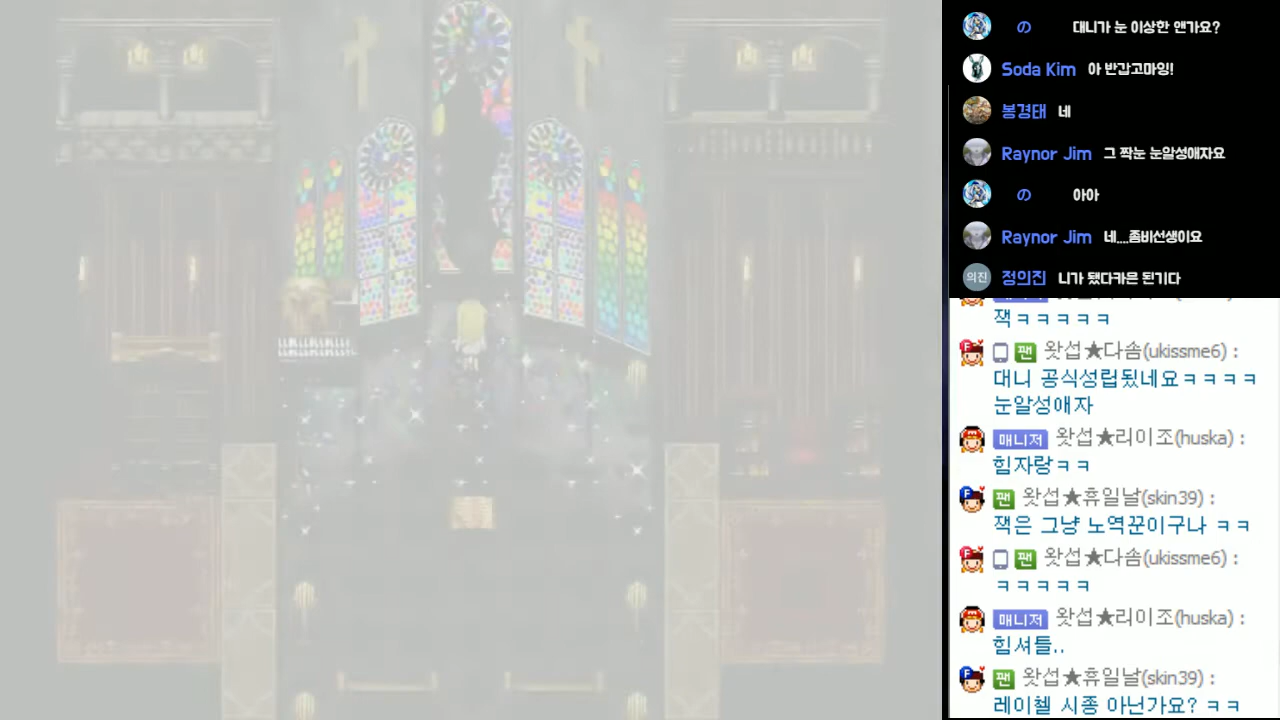 の 대니가 눈 이상한 앤가요?
Soda Kim 아 반갑고마잉!
봉경태 네
Raynor Jim 그 짝눈 눈알성애자요
の 아아
Raynor Jim 네....좀비선생이요
의진 정의진 니가 됐다카믄 된기다
잭ㅋㅋㅋㅋㅋ
팬 왓섭★다솜(ukissme6) :
대니 공식성립됬네요ㅋㅋㅋㅋ
눈알성애자
매니저 왓섭★리이조(huska) :
힘자랑ㅋㅋ
팬 왓섭★휴일날(skin39) :
잭은 그냥 노역꾼이구나 ㅋㅋ
팬 왓섭★다솜(ukissme6) :
ㅋㅋㅋㅋㅋ
매니저 왓섭★리이조(huska) :
힘셔틀..
팬 왓섭★휴일날(skin39) :
레이첼 시종 아닌가요? ㅋㅋ